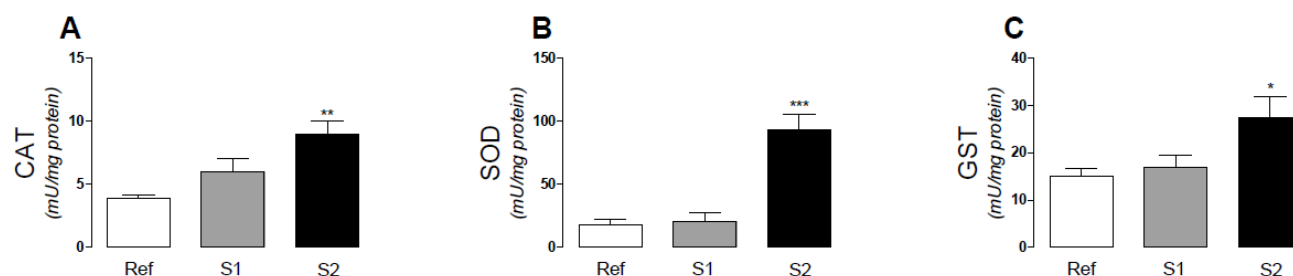 A
CAT
(mU/mg protein)
15
10
5
0
**
Ref S1 S2
B
SOD
(mU/mg protein)
150
100
50
0
***
Ref S1 S2
C
GST
(mU/mg protein)
40
30
20
10
0
*
Ref S1 S2